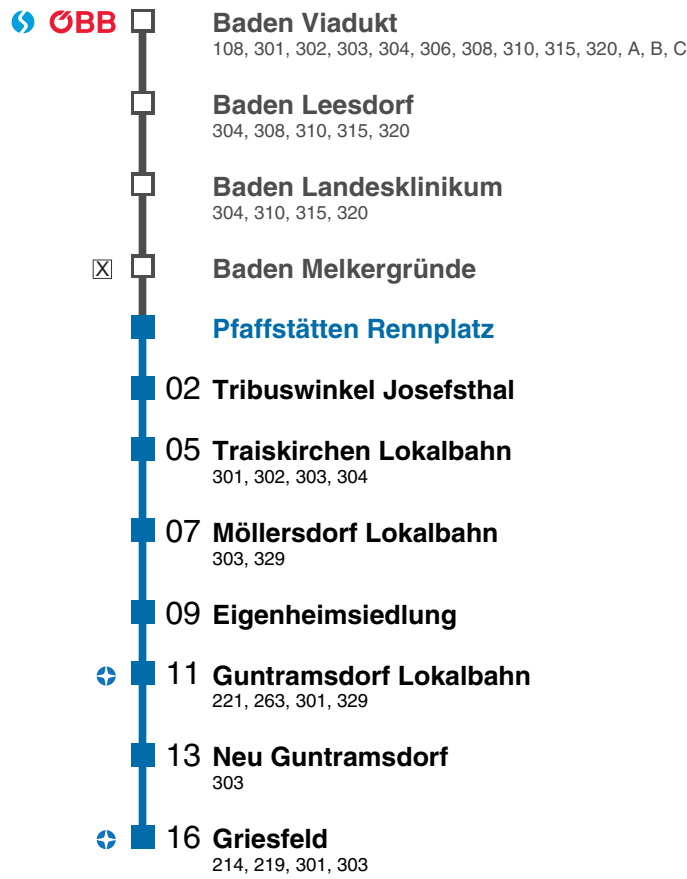 ÖBB Baden Viadukt
108, 301, 302, 303, 304, 306, 308, 310, 315, 320, A, B, C
Baden Leesdorf
304, 308, 310, 315, 320
Baden Landesklinikum
304, 310, 315, 320
X Baden Melkergründe
Pfaffstätten Rennplatz
02 Tribuswinkel Josefsthal
05 Traiskirchen Lokalbahn
301, 302, 303, 304
07 Möllersdorf Lokalbahn
303, 329
09 Eigenheimsiedlung
11 Guntramsdorf Lokalbahn
221, 263, 301, 329
13 Neu Guntramsdorf
303
16 Griesfeld
214, 219, 301, 303